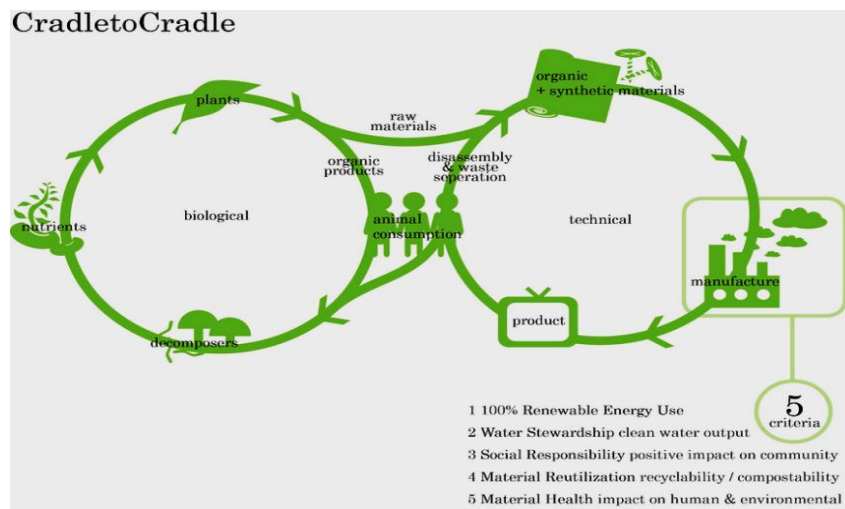 CradletoCradle
plants
raw
materials
organic
+ synthetic materials
organic
products
disassembly
& waste
seperation
nutrients
biological
animal
consumption
technical
manufacture
decomposers
product
5
criteria
1 100% Renewable Energy Use
2 Water Stewardship clean water output
3 Social Responsibility positive impact on community
4 Material Reutilization recyclability / compostability
5 Material Health impact on human & environmental